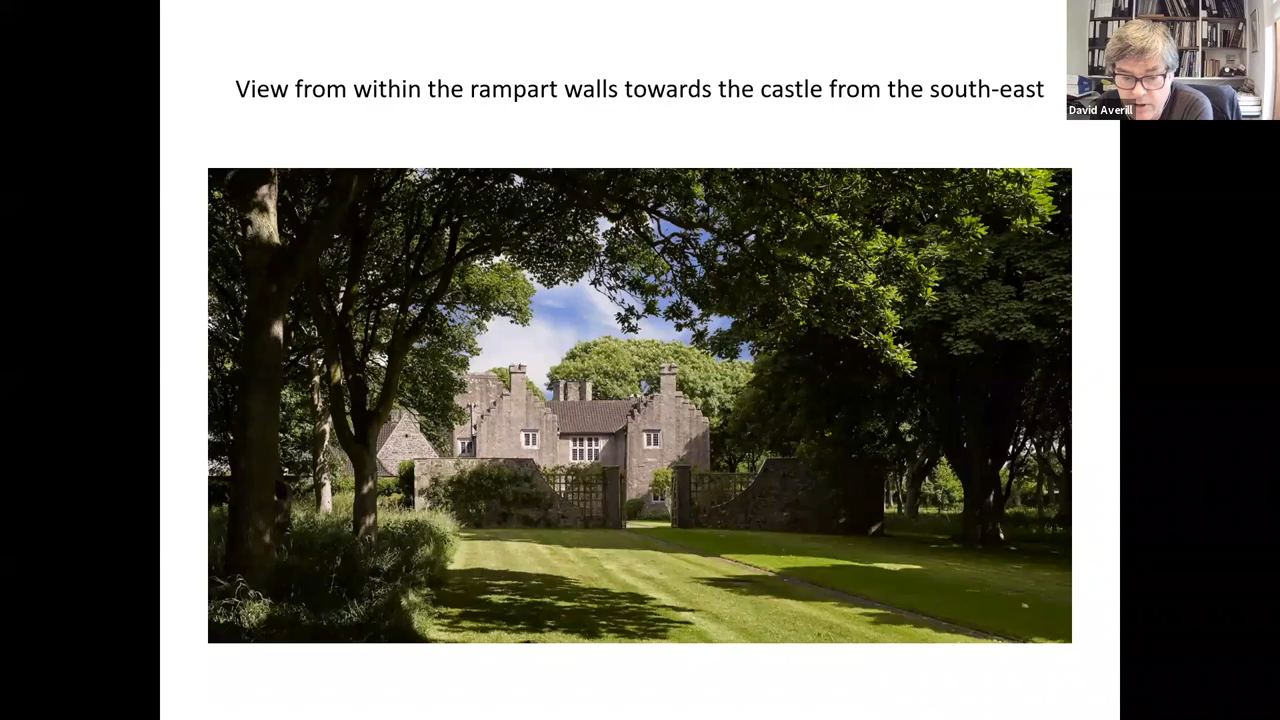 View from within the rampart walls towards the castle from the south-east
David Averill